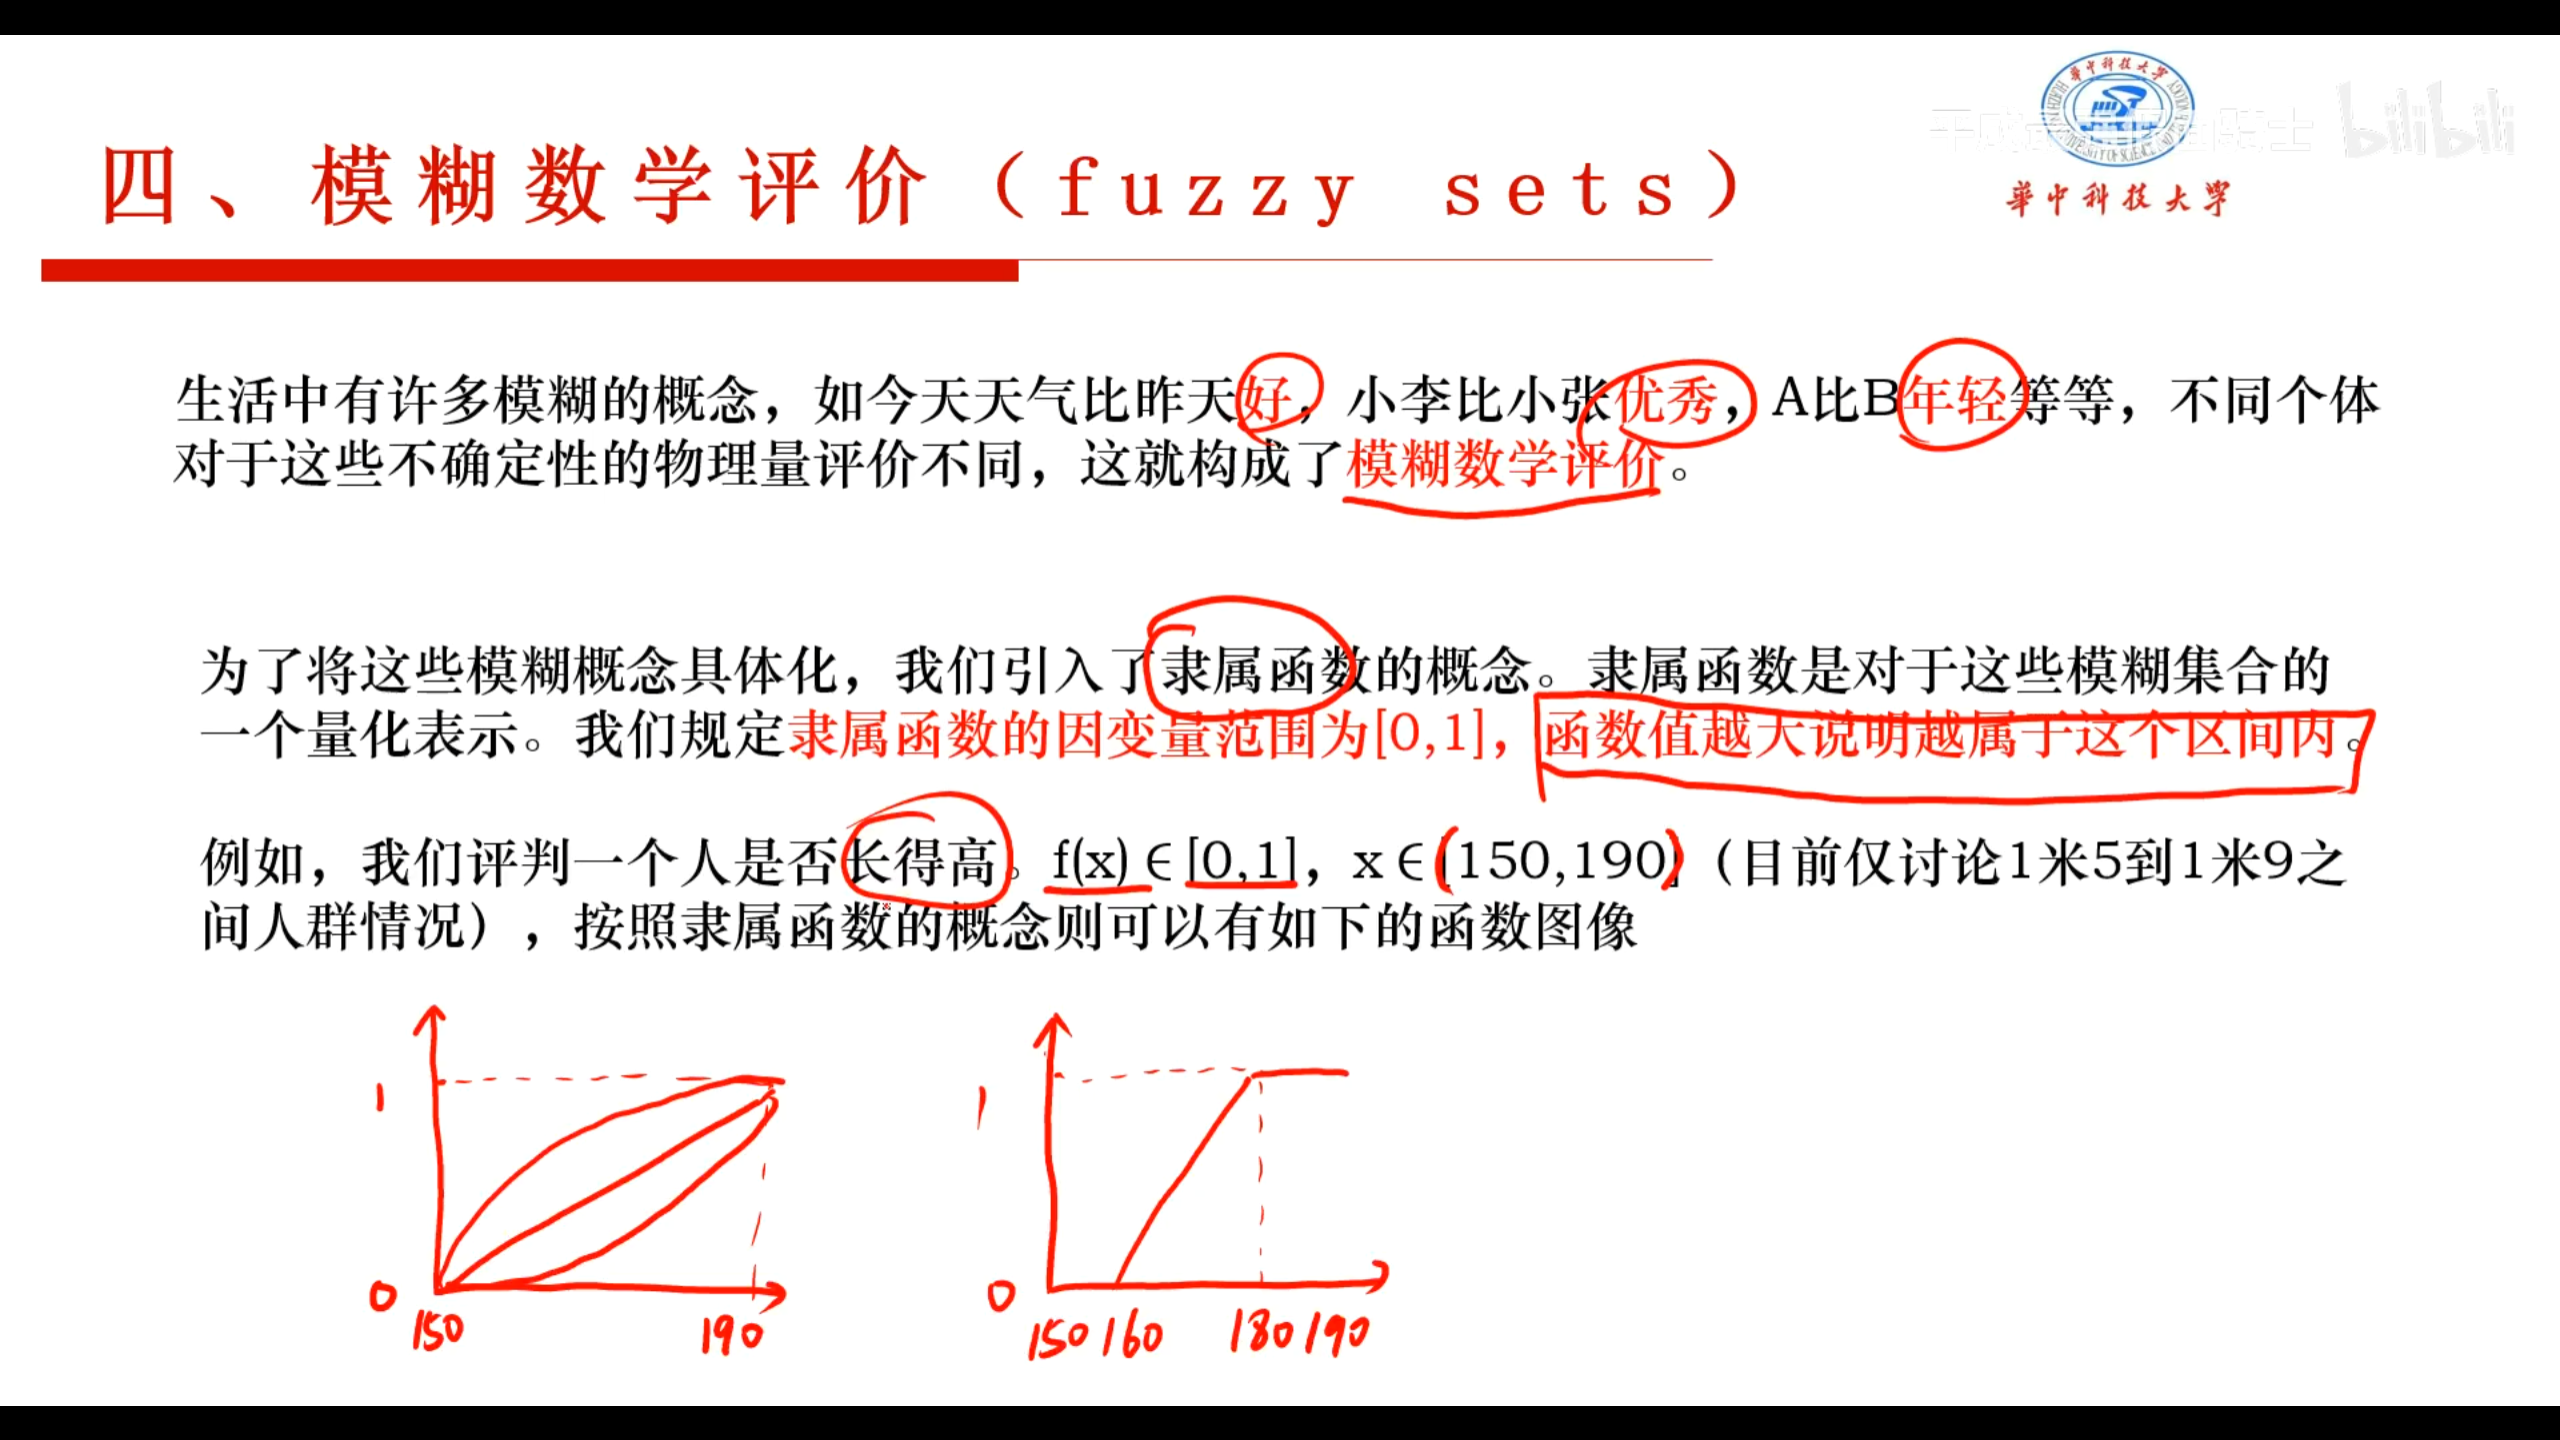 四、模糊数学评价（fuzzy sets）
華中科技大學
bilibili
生活中有许多模糊的概念，如今天天气比昨天好，小李比小张优秀，A比B年轻等等，不同个体
对于这些不确定性的物理量评价不同，这就构成了模糊数学评价。
为了将这些模糊概念具体化，我们引入了隶属函数的概念。隶属函数是对于这些模糊集合的
一个量化表示。我们规定隶属函数的因变量范围为[0,1]，函数值越大说明越属于这个区间内。
例如，我们评判一个人是否长得高。f(x)∈[0,1]，x∈[150,190]（目前仅讨论1米5到1米9之
间人群情况），按照隶属函数的概念则可以有如下的函数图像
1
0
150 190
1
0
150 160 180 190